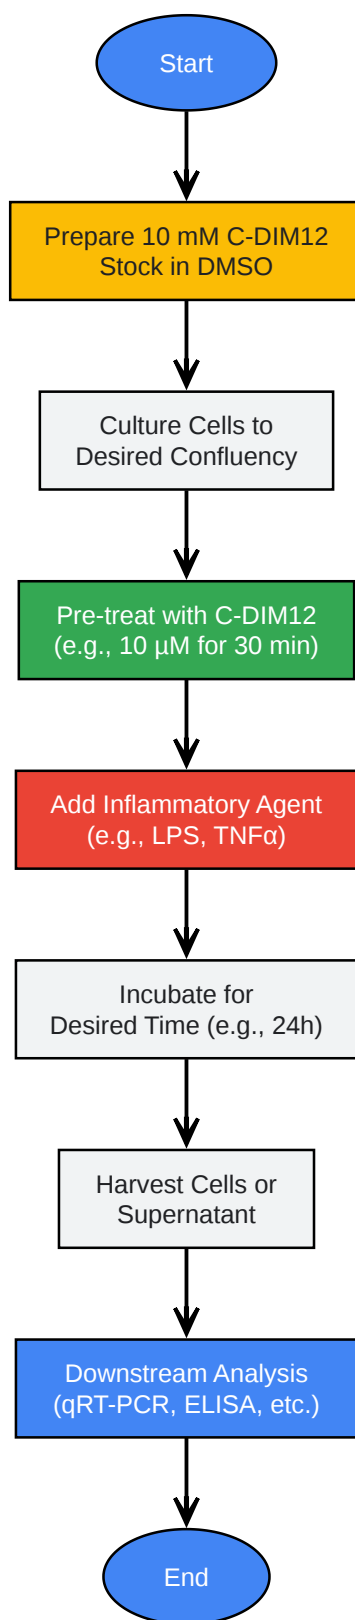 Start
Prepare 10 mM C-DIM12
Stock in DMSO
Culture Cells to
Desired Confluency
Pre-treat with C-DIM12
(e.g., 10 µM for 30 min)
Add Inflammatory Agent
(e.g., LPS, TNFα)
Incubate for
Desired Time (e.g., 24h)
Harvest Cells or
Supernatant
Downstream Analysis
(qRT-PCR, ELISA, etc.)
End